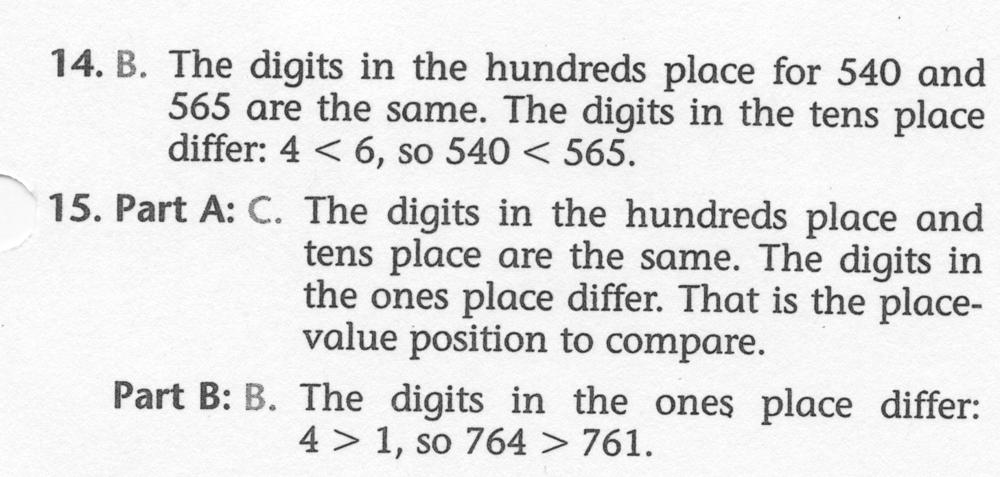 14. B. The digits in the hundreds place for 540 and
565 are the same. The digits in the tens place
differ: 4 < 6, so 540 < 565.
15. Part A: C. The digits in the hundreds place and
tens place are the same. The digits in
the ones place differ. That is the place-
value position to compare.
Part B: B. The digits in the ones place differ:
4 > 1, so 764 > 761.